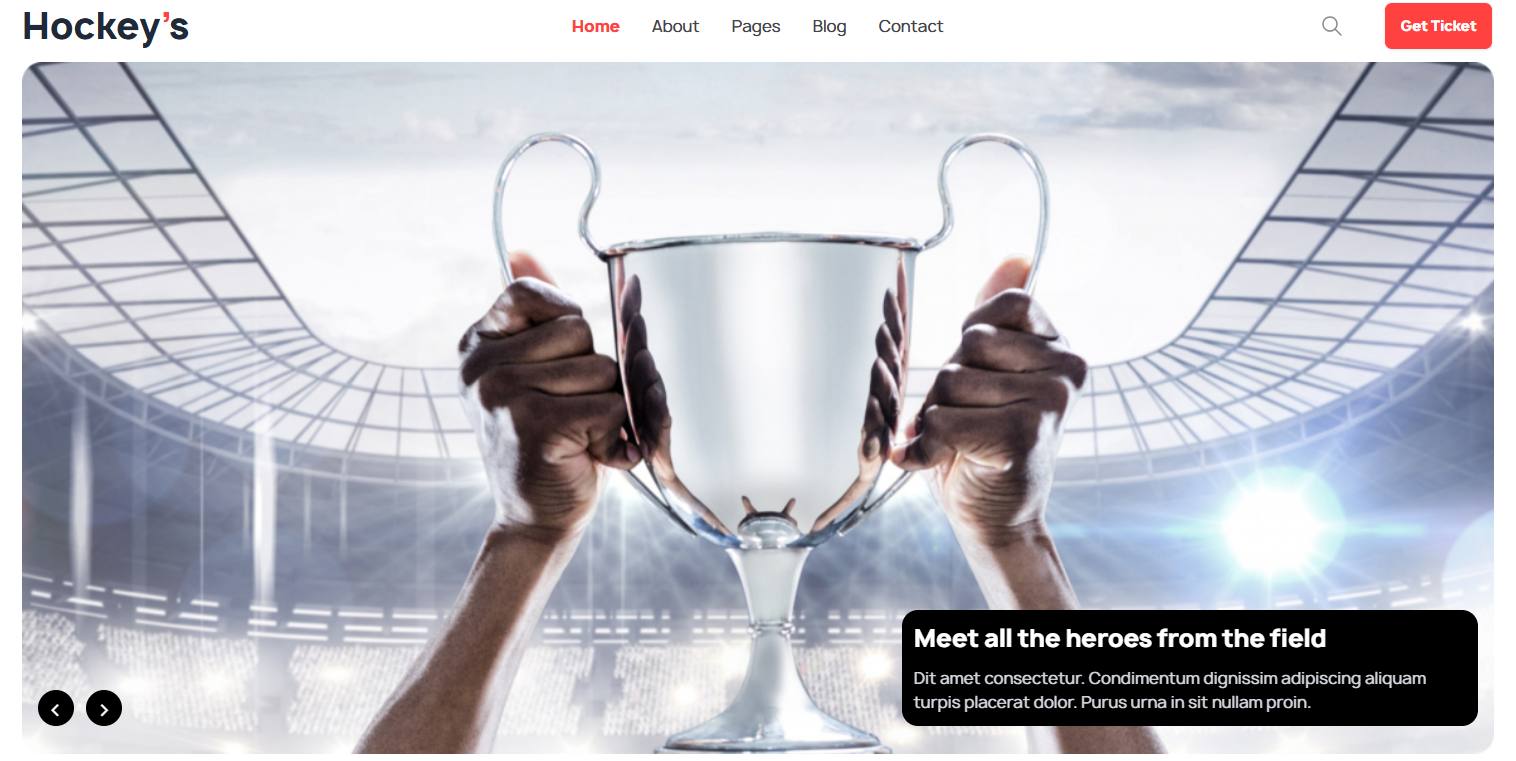 Hockey's
Home About Pages Blog Contact
Get Ticket
Meet all the heroes from the field
Dit amet consectetur. Condimentum dignissim adipiscing aliquam
turpis placerat dolor. Purus urna in sit nullam proin.